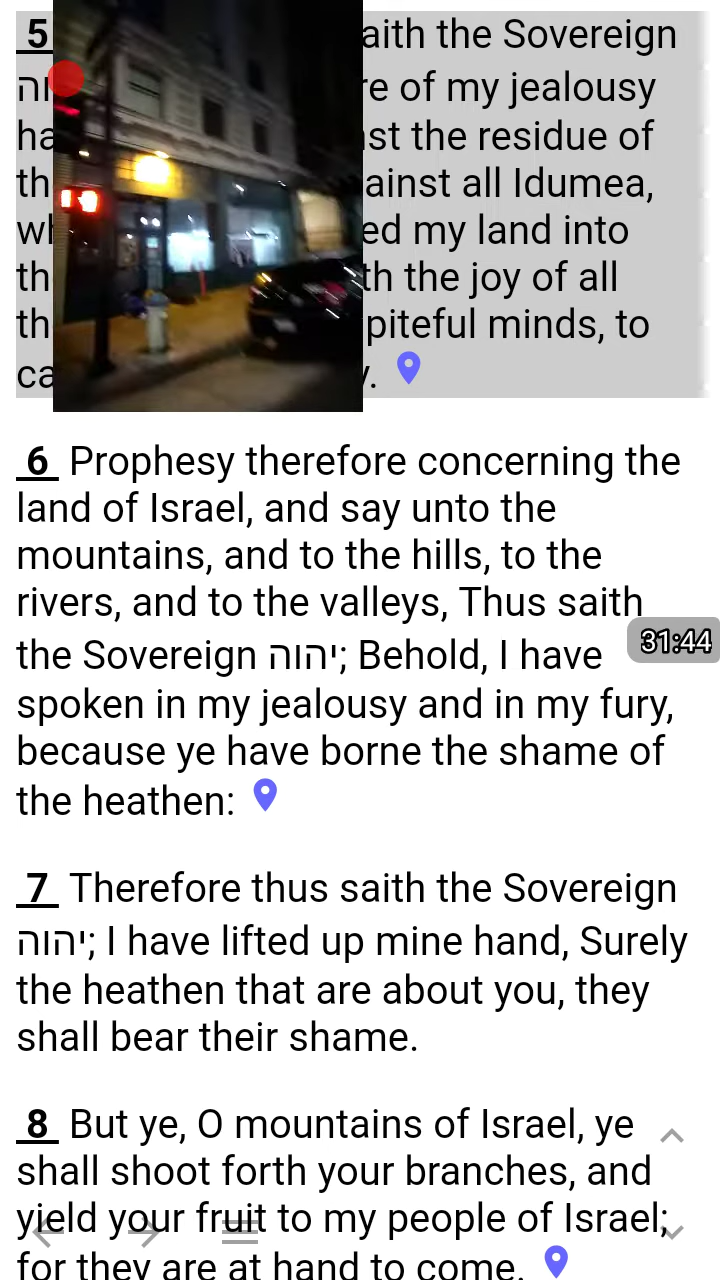 5 aith the Sovereign
re of my jealousy
ha st the residue of
th ainst all Idumea,
wh ed my land into
th th the joy of all
th piteful minds, to
ca .
6 Prophesy therefore concerning the
land of Israel, and say unto the
mountains, and to the hills, to the
rivers, and to the valleys, Thus saith
the Sovereign יהוה; Behold, I have
31:44
spoken in my jealousy and in my fury,
because ye have borne the shame of
the heathen:
7 Therefore thus saith the Sovereign
יהוה; I have lifted up mine hand, Surely
the heathen that are about you, they
shall bear their shame.
8 But ye, O mountains of Israel, ye
shall shoot forth your branches, and
yield your fruit to my people of Israel;
for they are at hand to come.